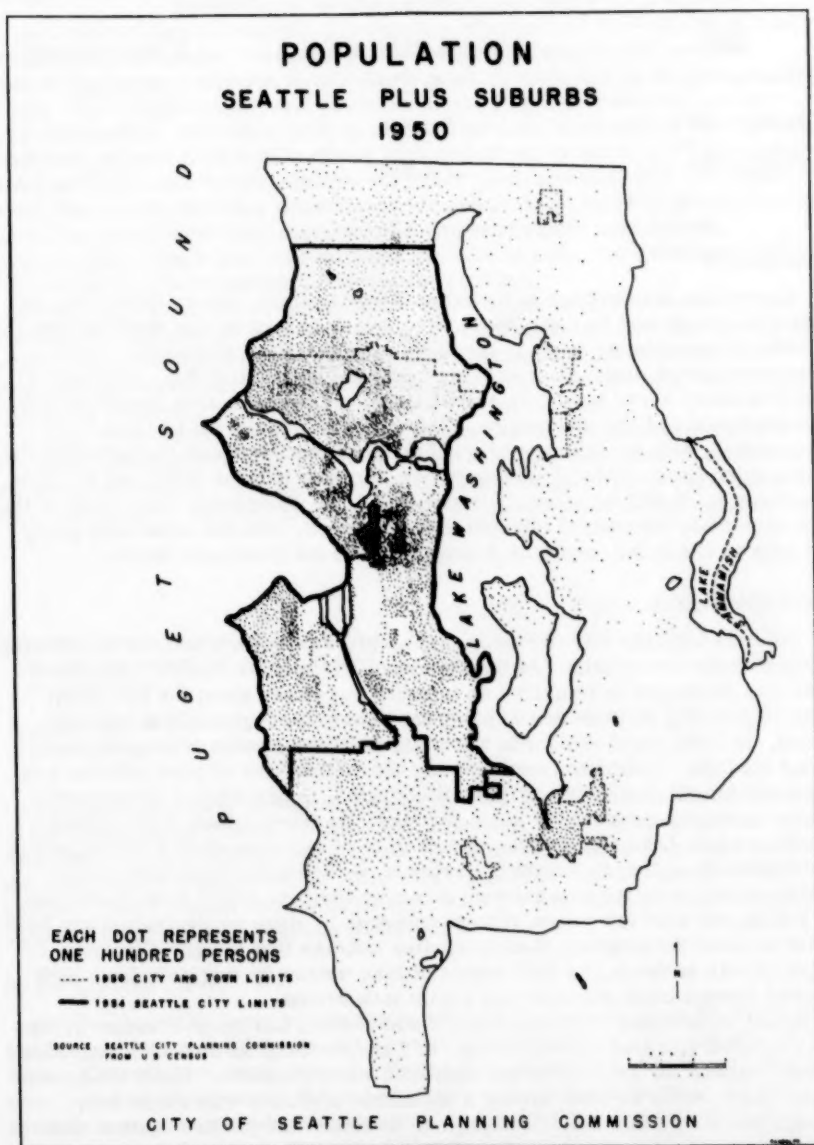 POPULATION
SEATTLE PLUS SUBURBS
1950
PUGET SOUND
LAKE WASHINGTON
LAKE
SAMMAMISH
EACH DOT REPRESENTS
ONE HUNDRED PERSONS
1950 CITY AND TOWN LIMITS
1954 SEATTLE CITY LIMITS
SOURCE SEATTLE CITY PLANNING COMMISSION
FROM U S CENSUS
CITY OF SEATTLE PLANNING COMMISSION